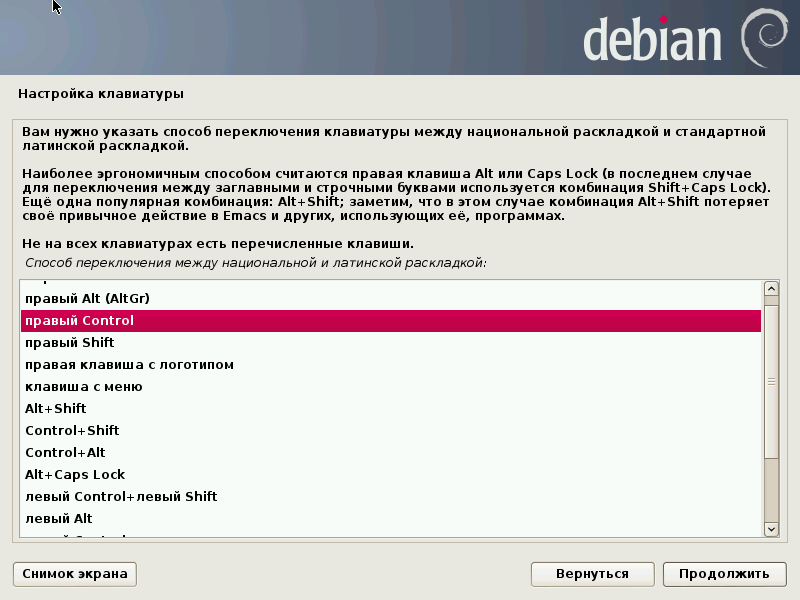 debian
Настройка клавиатуры
Вам нужно указать способ переключения клавиатуры между национальной раскладкой и стандартной
латинской раскладкой.
Наиболее эргономичным способом считаются правая клавиша Alt или Caps Lock (в последнем случае
для переключения между заглавными и строчными буквами используется комбинация Shift+Caps Lock).
Ещё одна популярная комбинация: Alt+Shift; заметим, что в этом случае комбинация Alt+Shift потеряет
своё привычное действие в Emacs и других, использующих её, программах.
Не на всех клавиатурах есть перечисленные клавиши.
Способ переключения между национальной и латинской раскладкой:
правый Alt (AltGr)
правый Control
правый Shift
правая клавиша с логотипом
клавиша с меню
Alt+Shift
Control+Shift
Control+Alt
Alt+Caps Lock
левый Control+левый Shift
левый Alt
Снимок экрана
Вернуться
Продолжить